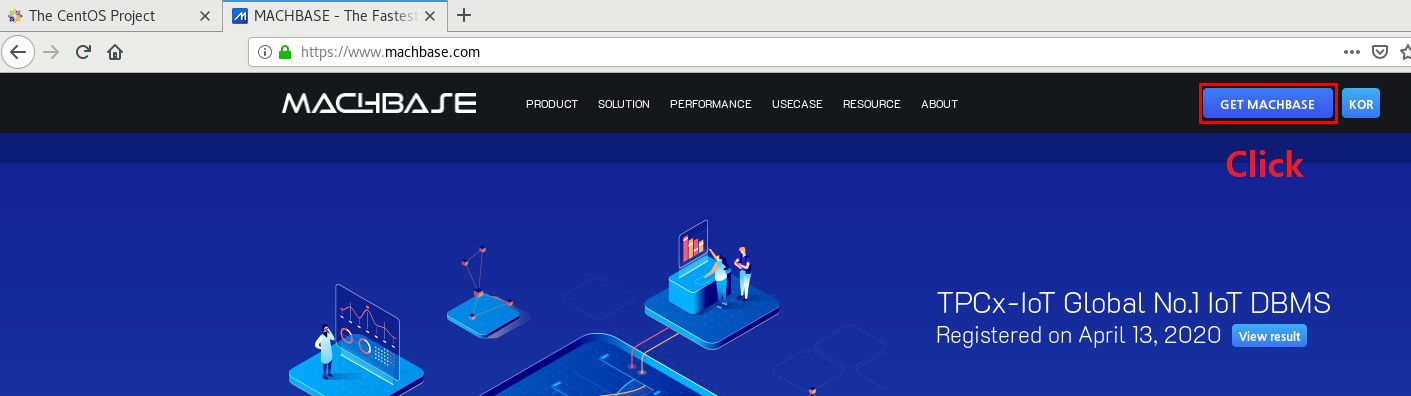 The CentOS Project
MACHBASE - The Fastest
https://www.machbase.com
MACHBASE PRODUCT SOLUTION PERFORMANCE USECASE RESOURCE ABOUT GET MACHBASE KOR
Click
TPCx-IoT Global No.1 IoT DBMS
Registered on April 13, 2020 View result